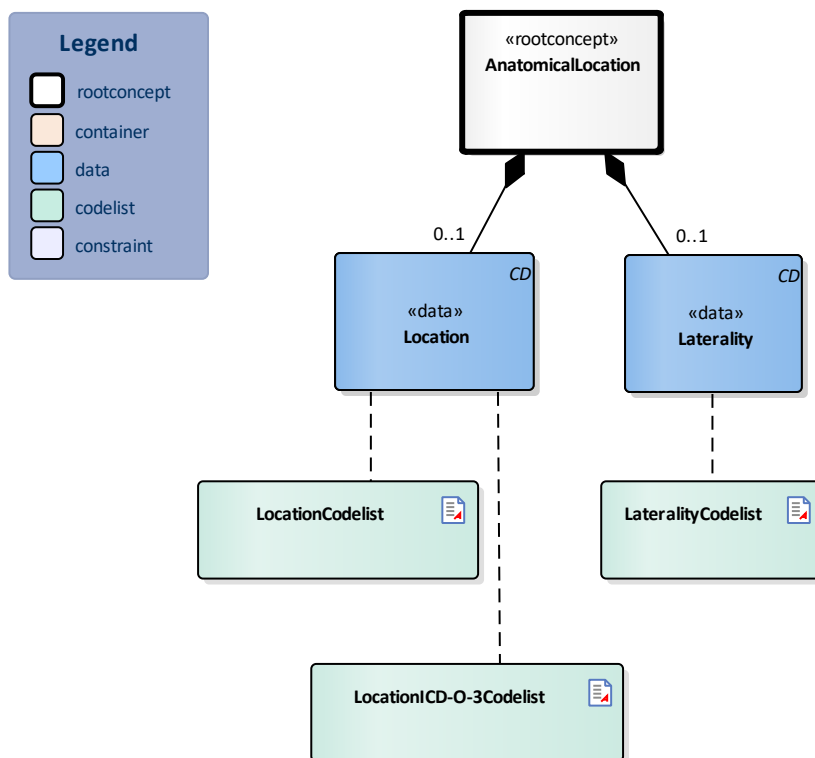 Legend
rootconcept
container
data
codelist
constraint
«rootconcept»
AnatomicalLocation
0..1
0..1
CD
«data»
Location
CD
«data»
Laterality
LocationCodelist
LateralityCodelist
LocationICD-O-3Codelist